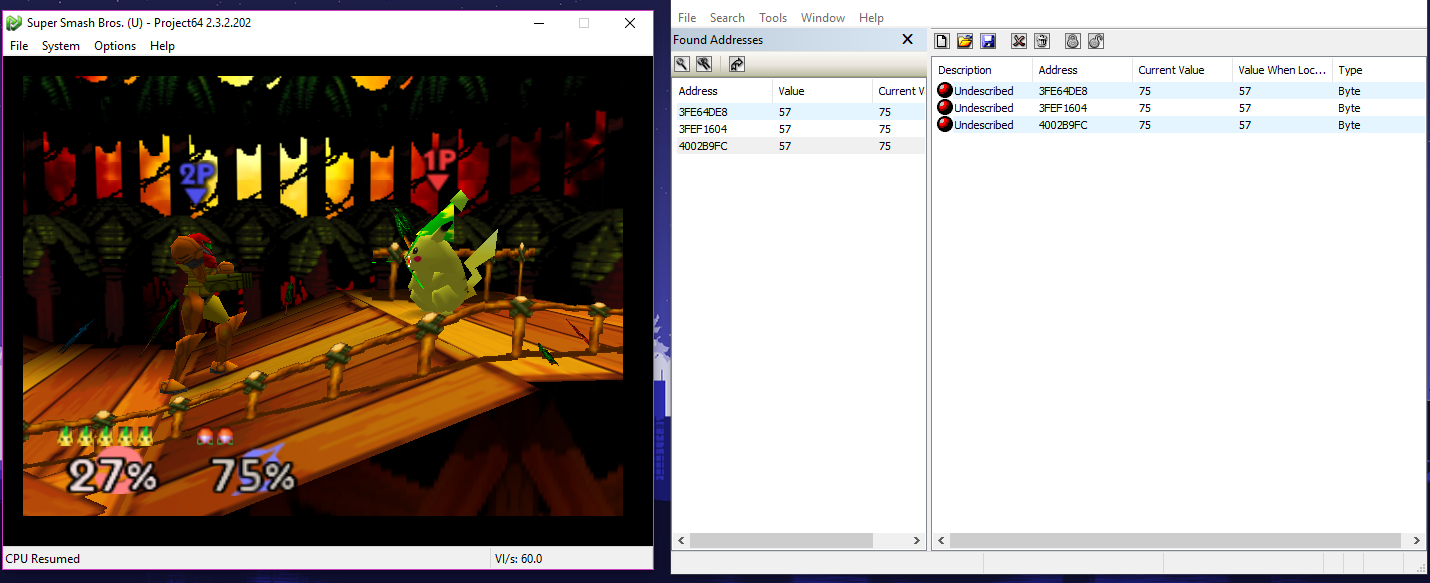 Super Smash Bros. (U) - Project64 2.3.2.202
File System Options Help
2P
1P
27%
75%
CPU Resumed
VI/s: 60.0
File Search Tools Window Help
Found Addresses
Address Value Current V
3FE64DE8 57 75
3FEF1604 57 75
4002B9FC 57 75
Description Address Current Value Value When Loc... Type
Undescribed 3FE64DE8 75 57 Byte
Undescribed 3FEF1604 75 57 Byte
Undescribed 4002B9FC 75 57 Byte